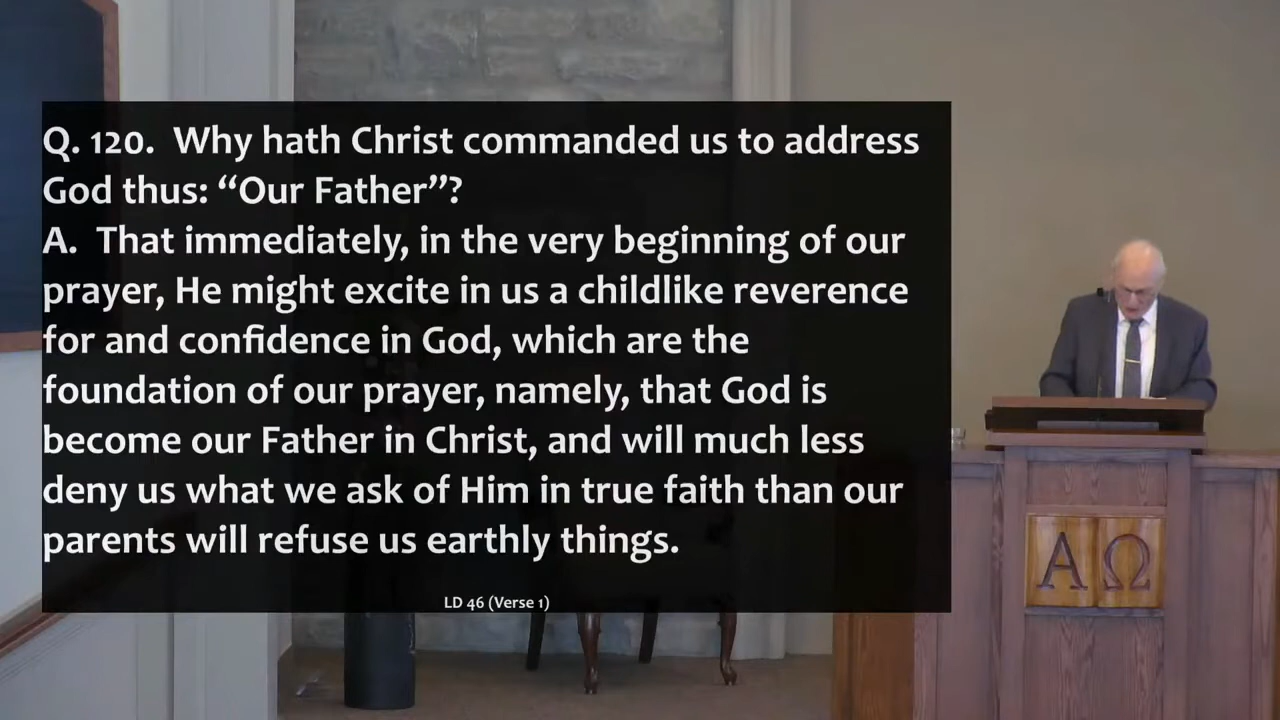 Q. 120. Why hath Christ commanded us to address
God thus: “Our Father”?
A. That immediately, in the very beginning of our
prayer, He might excite in us a childlike reverence
for and confidence in God, which are the
foundation of our prayer, namely, that God is
become our Father in Christ, and will much less
deny us what we ask of Him in true faith than our
parents will refuse us earthly things.
LD 46 (Verse 1)
ΑΩ